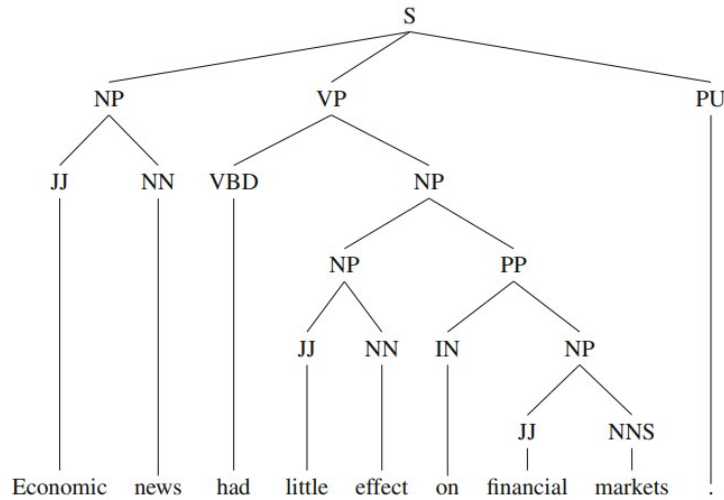 S
NP VP PU
JJ NN VBD NP
NP PP
JJ NN IN NP
JJ NNS
Economic news had little effect on financial markets .